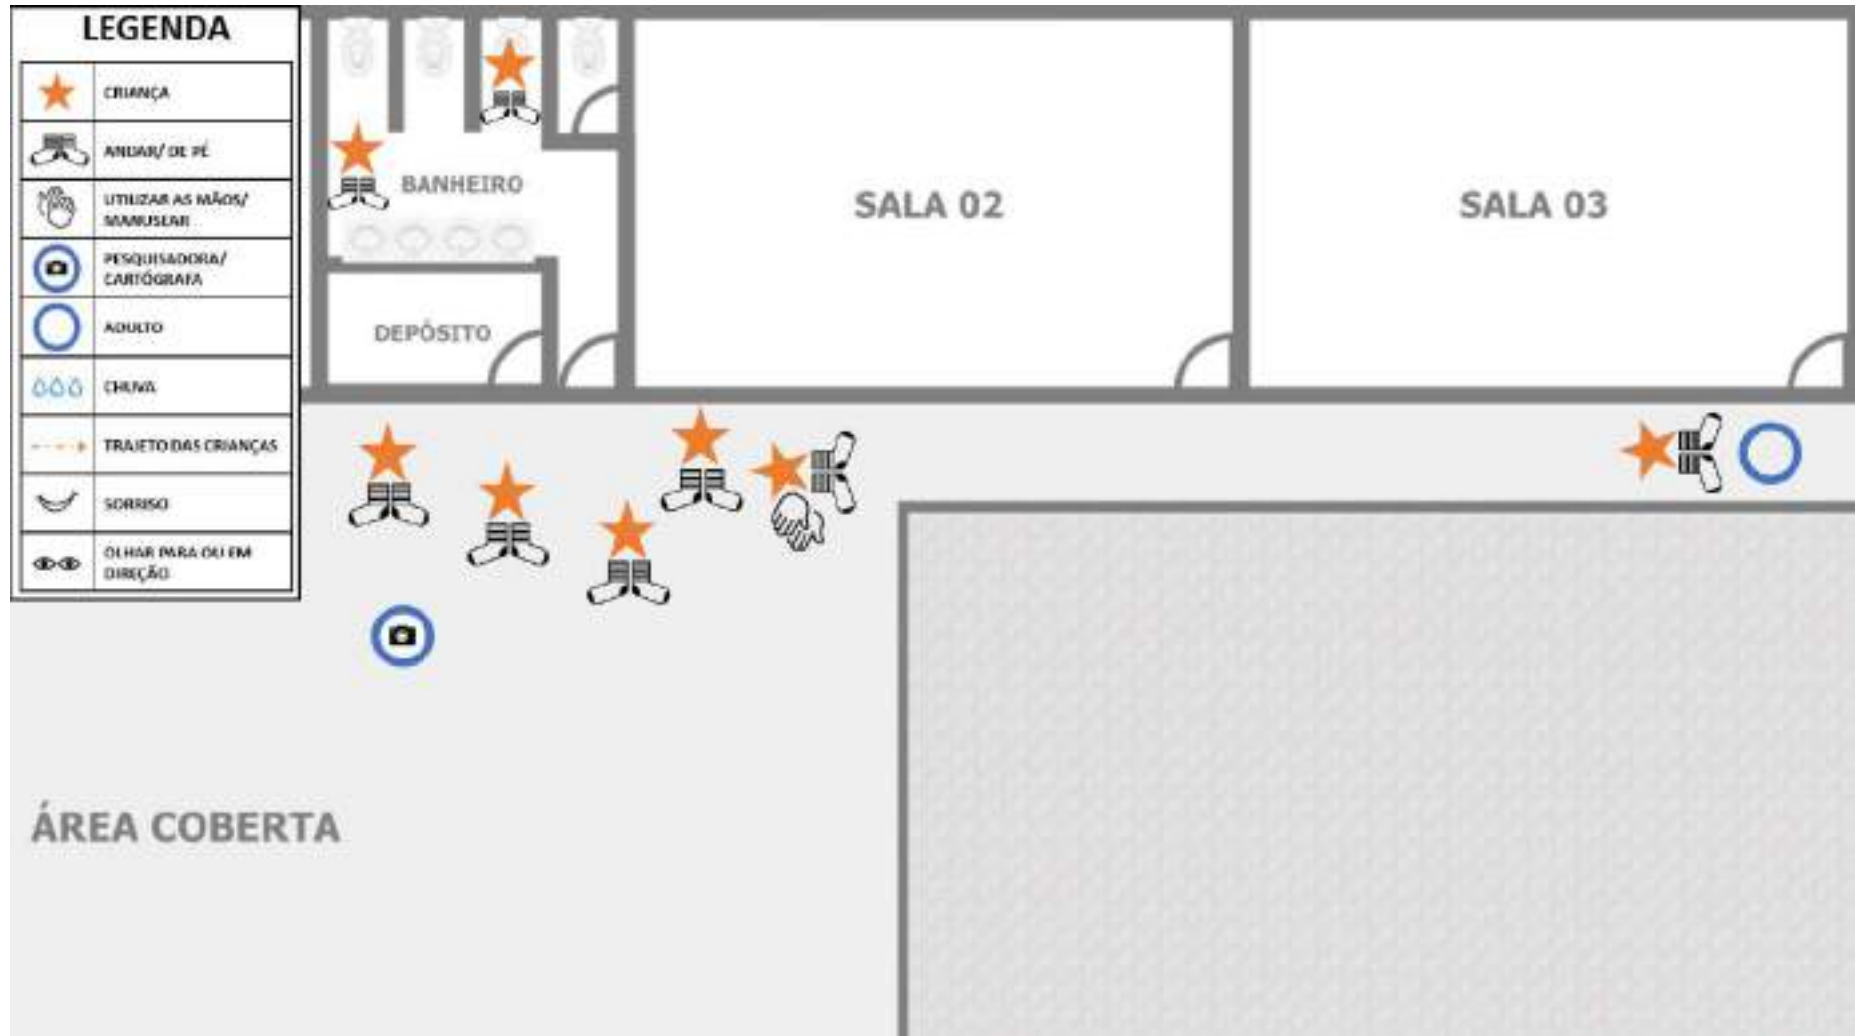 LEGENDA
CRIANÇA
ANDAR/ DE PÉ
UTILIZAR AS MÃOS/
MANUSEAR
PESQUISADORA/
CARTÓGRAFA
ADULTO
CHUVA
TRAJETO DAS CRIANÇAS
SORRISO
OLHAR PARA OU EM
DIREÇÃO
BANHEIRO
SALA 02
SALA 03
DEPÓSITO
ÁREA COBERTA